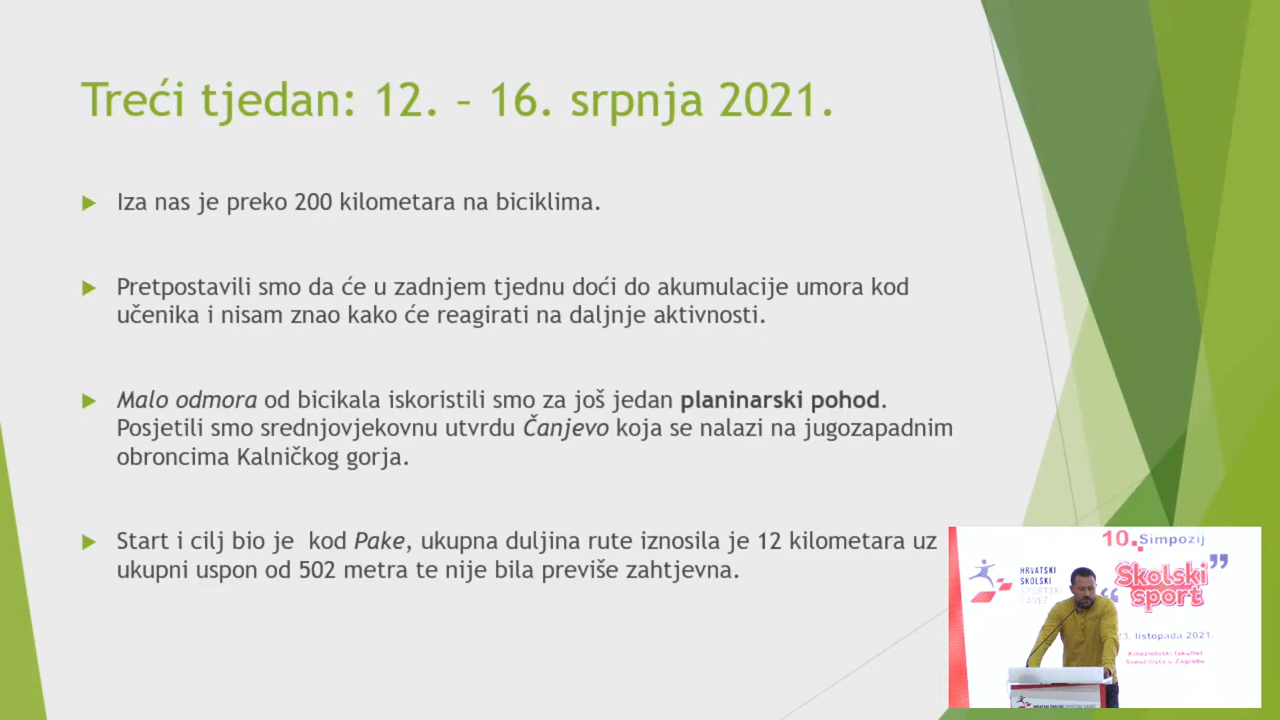 Treći tjedan: 12. – 16. srpnja 2021.
Iza nas je preko 200 kilometara na biciklima.
Pretpostavili smo da će u zadnjem tjednu doći do akumulacije umora kod
učenika i nisam znao kako će reagirati na daljnje aktivnosti.
Malo odmora od bicikala iskoristili smo za još jedan planinarski pohod.
Posjetili smo srednjovjekovnu utvrdu Čanjevo koja se nalazi na jugozapadnim
obroncima Kalničkog gorja.
Start i cilj bio je  kod Pake, ukupna duljina rute iznosila je 12 kilometara uz
ukupni uspon od 502 metra te nije bila previše zahtjevna.
10. Simpozij
„Školski
sport”
HRVATSKI
ŠKOLSKI
SPORTSKI
SAVEZ
23. listopada 2021.
Kineziološki fakultet
Sveučilišta u Zagrebu
HRVATSKI ŠKOLSKI SPORTSKI SAVEZ